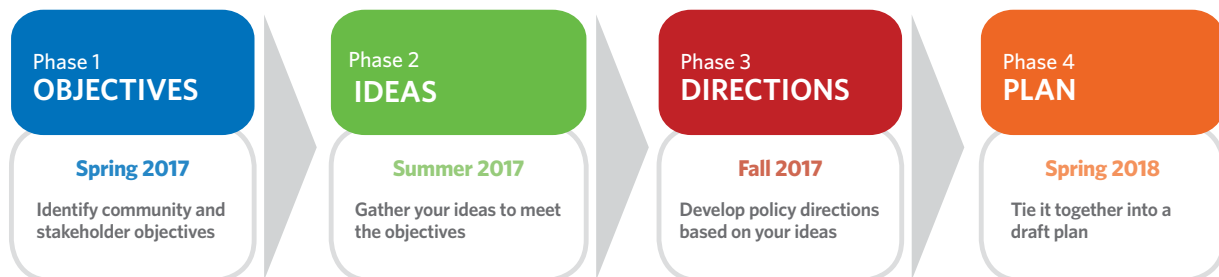 Phase 1
OBJECTIVES
Spring 2017
Identify community and
stakeholder objectives
Phase 2
IDEAS
Summer 2017
Gather your ideas to meet
the objectives
Phase 3
DIRECTIONS
Fall 2017
Develop policy directions
based on your ideas
Phase 4
PLAN
Spring 2018
Tie it together into a
draft plan